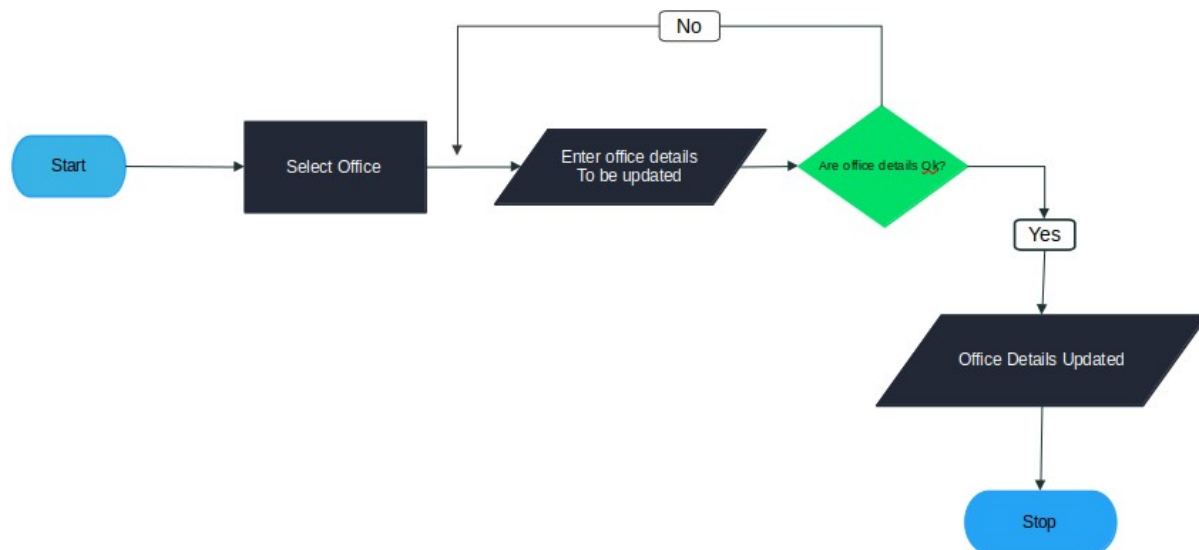 No
Start
Select Office
Enter office details
To be updated
Are office details Ok?
Yes
Office Details Updated
Stop